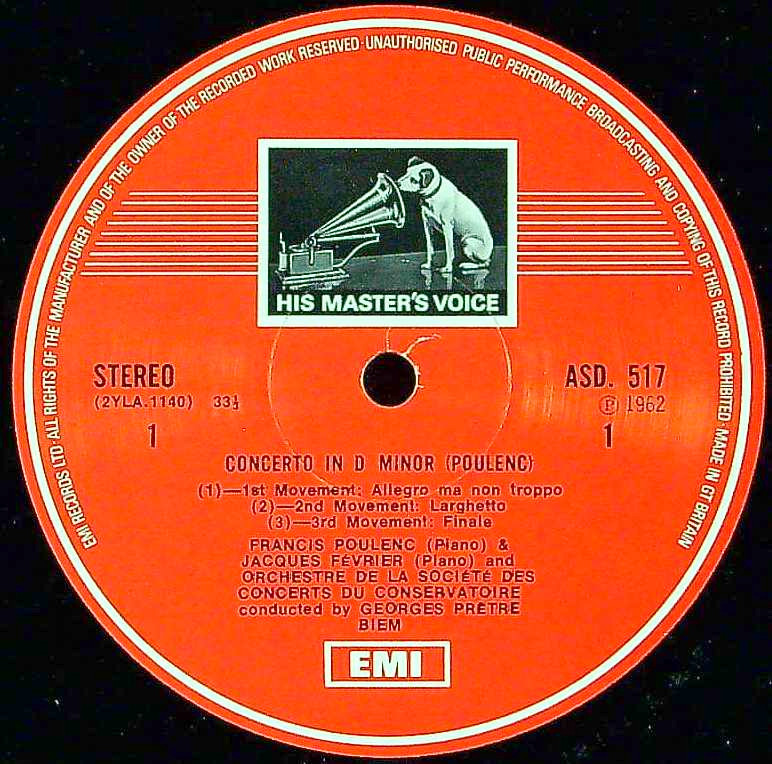 EMI RECORDS LTD · ALL RIGHTS OF THE MANUFACTURER AND OF THE OWNER OF THE RECORDED WORK RESERVED · UNAUTHORISED PUBLIC PERFORMANCE BROADCASTING AND COPYING OF THIS RECORD PROHIBITED · MADE IN GT BRITAIN
HIS MASTER'S VOICE
STEREO
(2YLA.1140) 33⅓
1
ASD. 517
Ⓟ 1962
1
CONCERTO IN D MINOR (POULENC)
(1)—1st Movement: Allegro ma non troppo
(2)—2nd Movement: Larghetto
(3)—3rd Movement: Finale
FRANCIS POULENC (Piano) &
JACQUES FÉVRIER (Piano) and
ORCHESTRE DE LA SOCIÉTÉ DES
CONCERTS DU CONSERVATOIRE
conducted by GEORGES PRÊTRE
BIEM
EMI